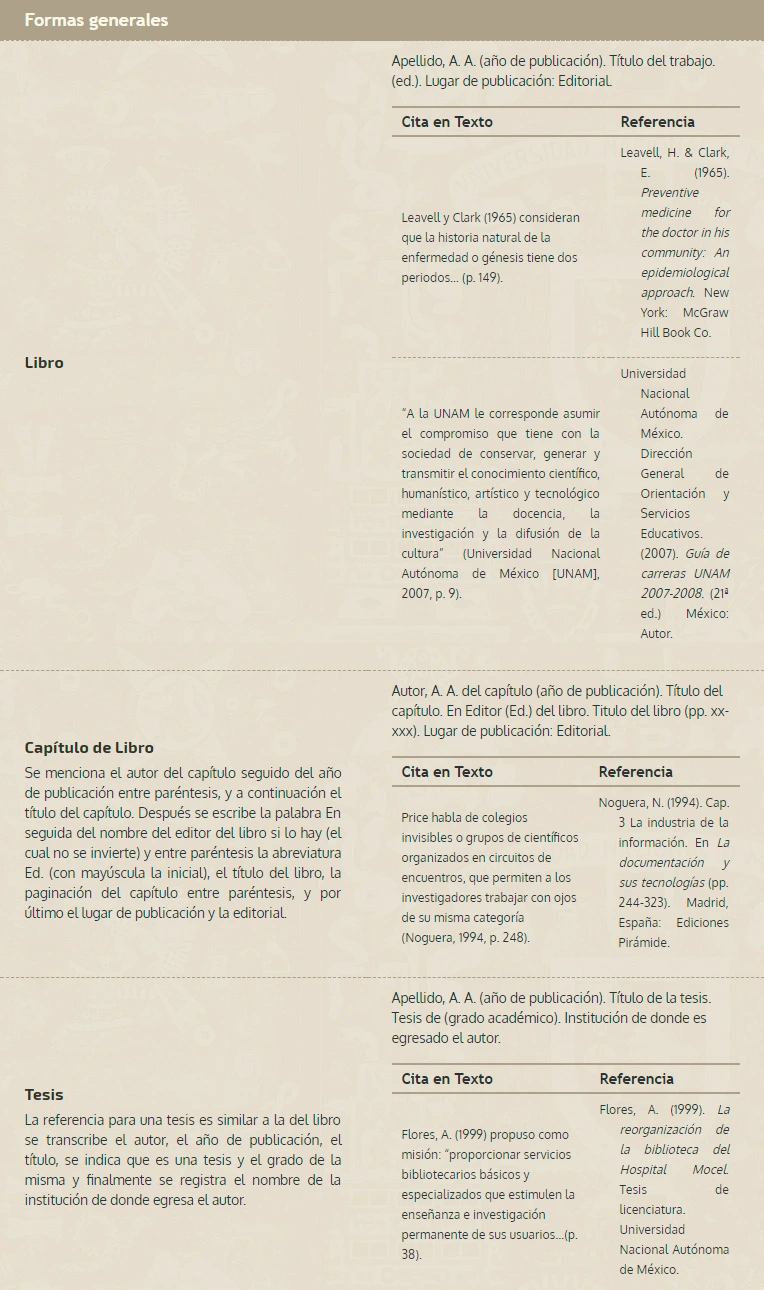 Formas generales
Apellido, A. A. (año de publicación). Título del trabajo.
(ed.). Lugar de publicación: Editorial.
Cita en Texto
Referencia
Leavell y Clark (1965) consideran
que la historia natural de la
enfermedad o génesis tiene dos
periodos... (p. 149).
Leavell, H. & Clark,
E. (1965).
Preventive
medicine for
the doctor in his
community: An
epidemiological
approach. New
York: McGraw
Hill Book Co.
Libro
“A la UNAM le corresponde asumir
el compromiso que tiene con la
sociedad de conservar, generar y
transmitir el conocimiento científico,
humanístico, artístico y tecnológico
mediante la docencia, la
investigación y la difusión de la
cultura” (Universidad Nacional
Autónoma de México [UNAM],
2007, p. 9).
Universidad
Nacional
Autónoma de
México.
Dirección
General de
Orientación y
Servicios
Educativos.
(2007). Guía de
carreras UNAM
2007-2008. (21ª
ed.) México:
Autor.
Capítulo de Libro
Se menciona el autor del capítulo seguido del año
de publicación entre paréntesis, y a continuación el
título del capítulo. Después se escribe la palabra En
seguida del nombre del editor del libro si lo hay (el
cual no se invierte) y entre paréntesis la abreviatura
Ed. (con mayúscula la inicial), el título del libro, la
paginación del capítulo entre paréntesis, y por
último el lugar de publicación y la editorial.
Autor, A. A. del capítulo (año de publicación). Título del
capítulo. En Editor (Ed.) del libro. Titulo del libro (pp. xx-
xxx). Lugar de publicación: Editorial.
Cita en Texto
Referencia
Price habla de colegios
invisibles o grupos de científicos
organizados en circuitos de
encuentros, que permiten a los
investigadores trabajar con ojos
de su misma categoría
(Noguera, 1994, p. 248).
Noguera, N. (1994). Cap.
3 La industria de la
información. En La
documentación y
sus tecnologías (pp.
244-323). Madrid,
España: Ediciones
Pirámide.
Tesis
La referencia para una tesis es similar a la del libro
se transcribe el autor, el año de publicación, el
título, se indica que es una tesis y el grado de la
misma y finalmente se registra el nombre de la
institución de donde egresa el autor.
Apellido, A. A. (año de publicación). Título de la tesis.
Tesis de (grado académico). Institución de donde es
egresado el autor.
Cita en Texto
Referencia
Flores, A. (1999) propuso como
misión: “proporcionar servicios
bibliotecarios básicos y
especializados que estimulen la
enseñanza e investigación
permanente de sus usuarios...(p.
38).
Flores, A. (1999). La
reorganización de
la biblioteca del
Hospital Mocel.
Tesis de
licenciatura.
Universidad
Nacional Autónoma
de México.